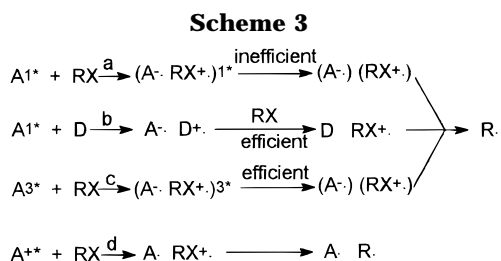 Scheme 3
A1* + RX a (A-· RX+·)1* inefficient (A-·) (RX+·)
A1* + D b A-· D+· RX efficient D RX+· R·
A3* + RX c (A-· RX+·)3* efficient (A-·) (RX+·)
A+* + RX d A· RX+· A· R·